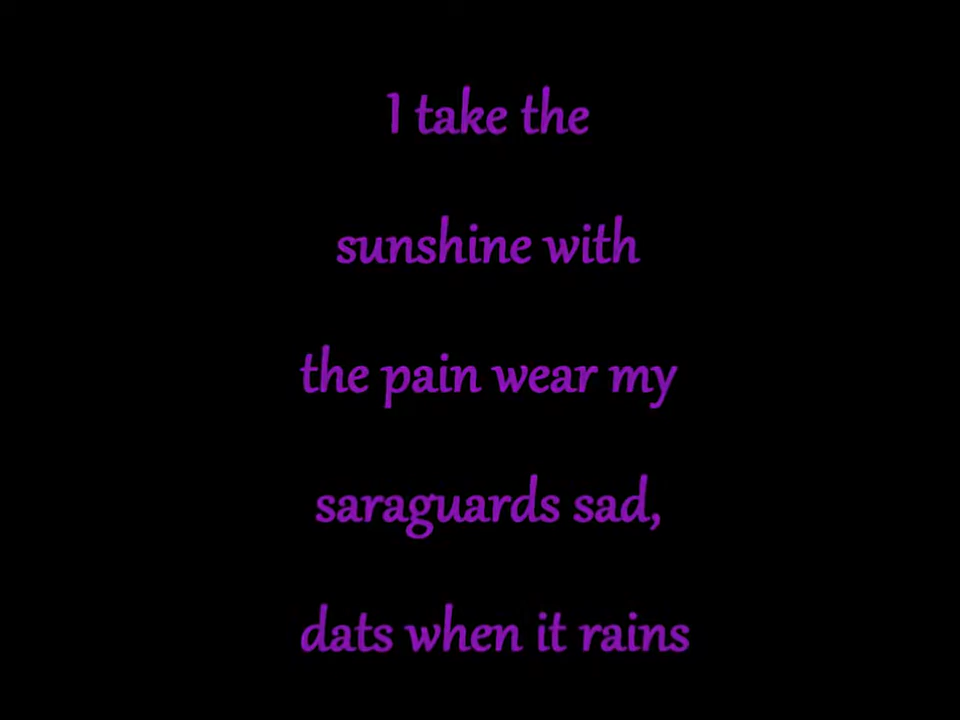 I take the
sunshine with
the pain wear my
saraguards sad,
dats when it rains